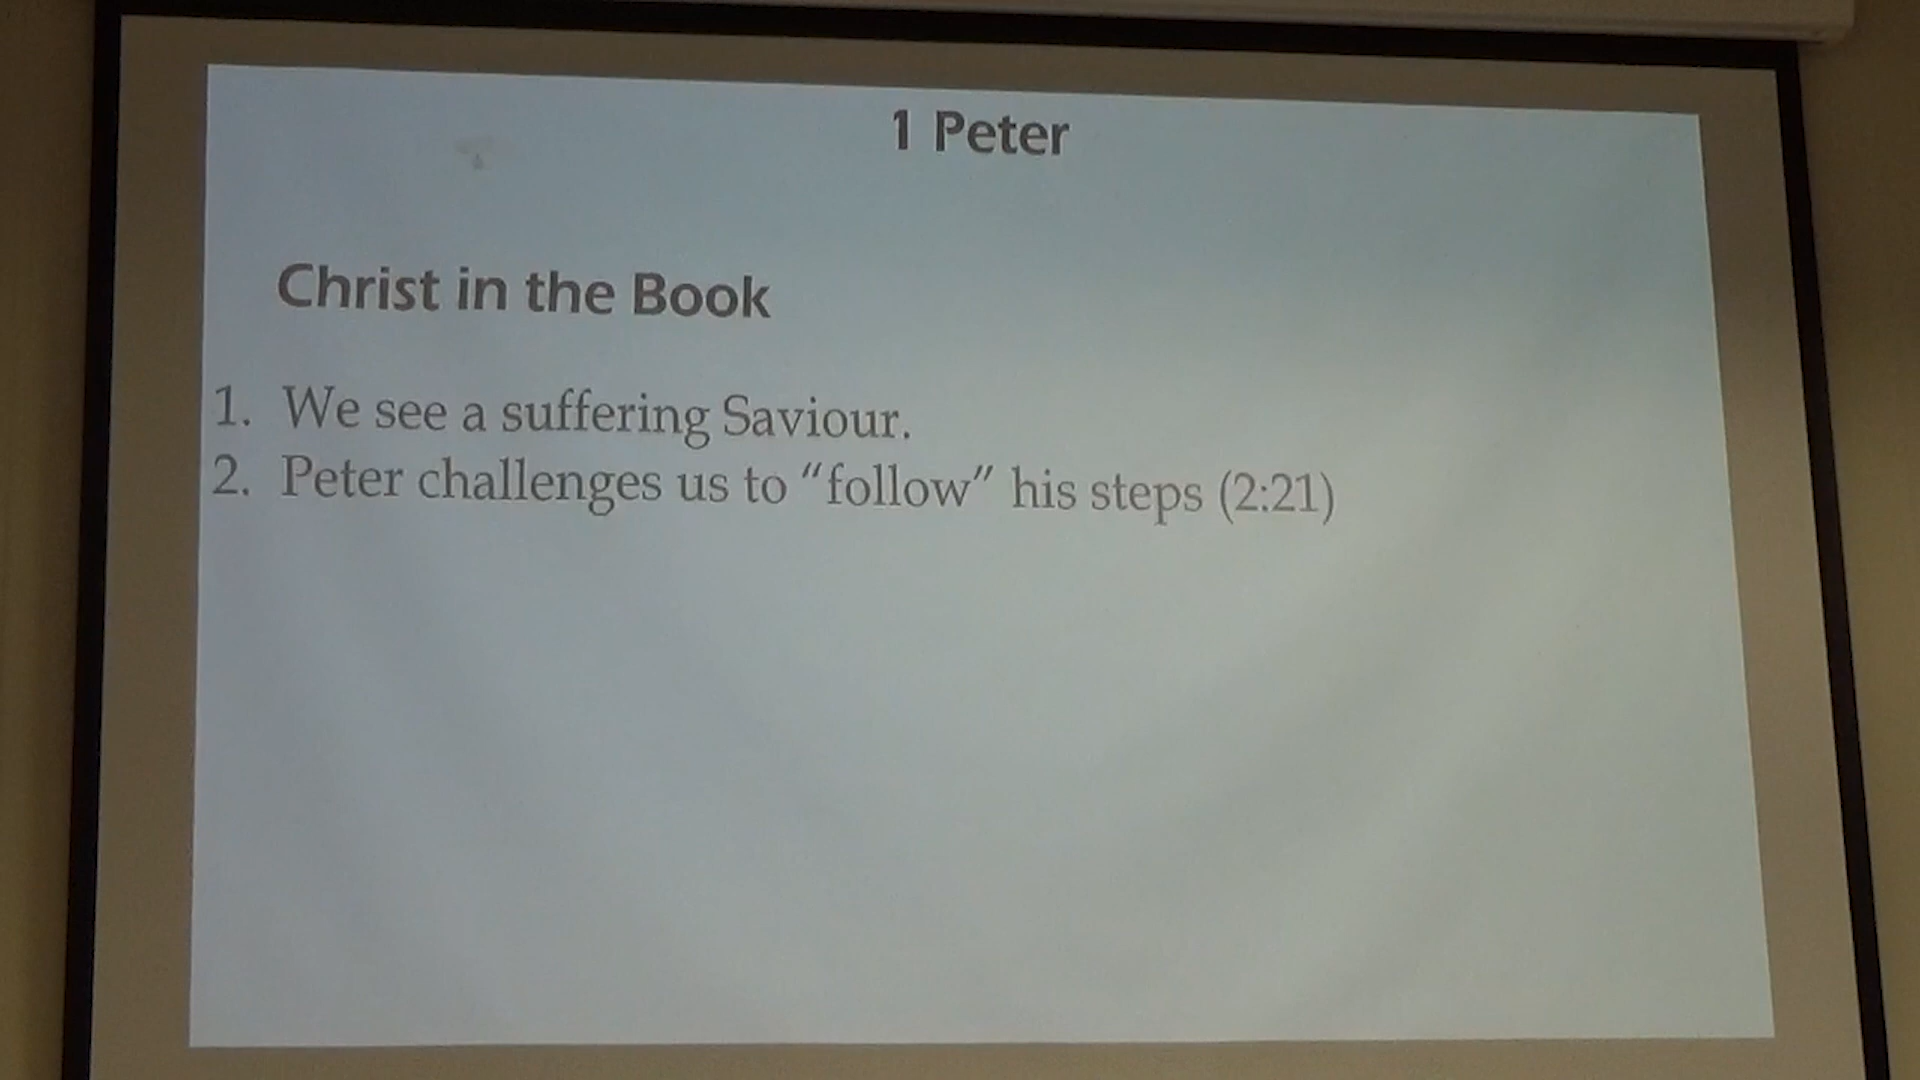 1 Peter
Christ in the Book
1. We see a suffering Saviour.
2. Peter challenges us to “follow” his steps (2:21)